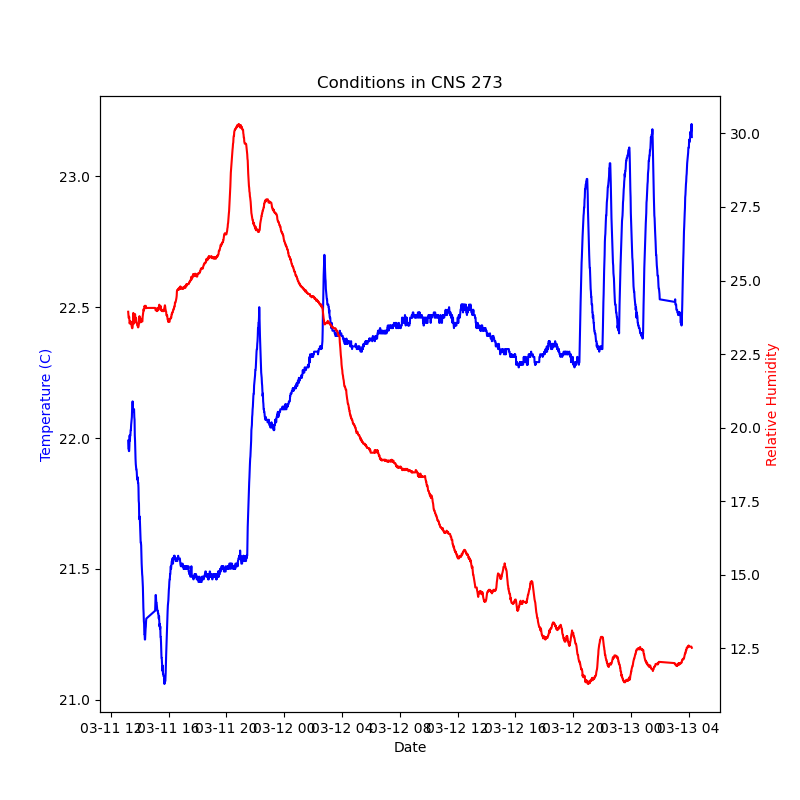 Conditions in CNS 273
23.0
22.5
22.0
21.5
21.0
Temperature (C)
30.0
27.5
25.0
22.5
20.0
17.5
15.0
12.5
Relative Humidity
03-11 12 03-11 16 03-11 20 03-12 00 03-12 04 03-12 08 03-12 12 03-12 16 03-12 20 03-13 00 03-13 04
Date